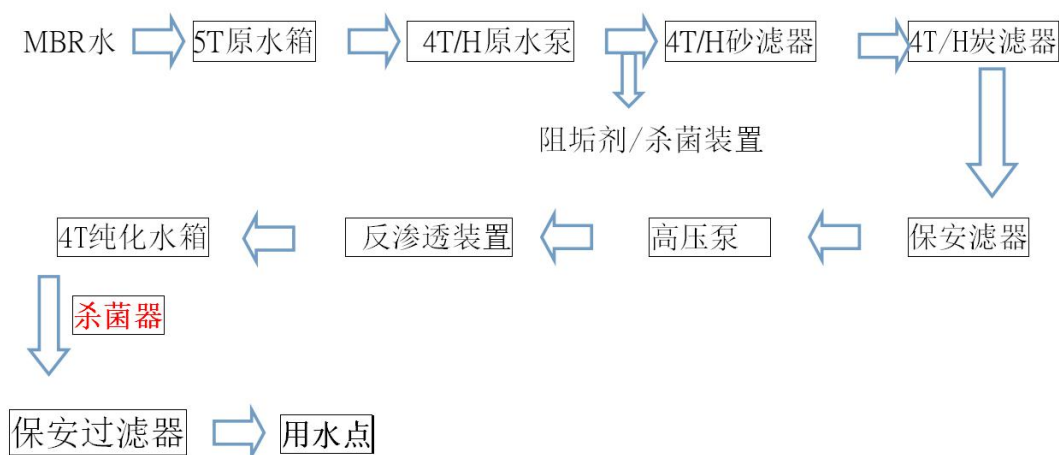 MBR水 5T原水箱 4T/H原水泵 4T/H砂滤器 4T/H炭滤器
阻垢剂/杀菌装置
4T纯化水箱 反渗透装置 高压泵 保安滤器
杀菌器
保安过滤器 用水点